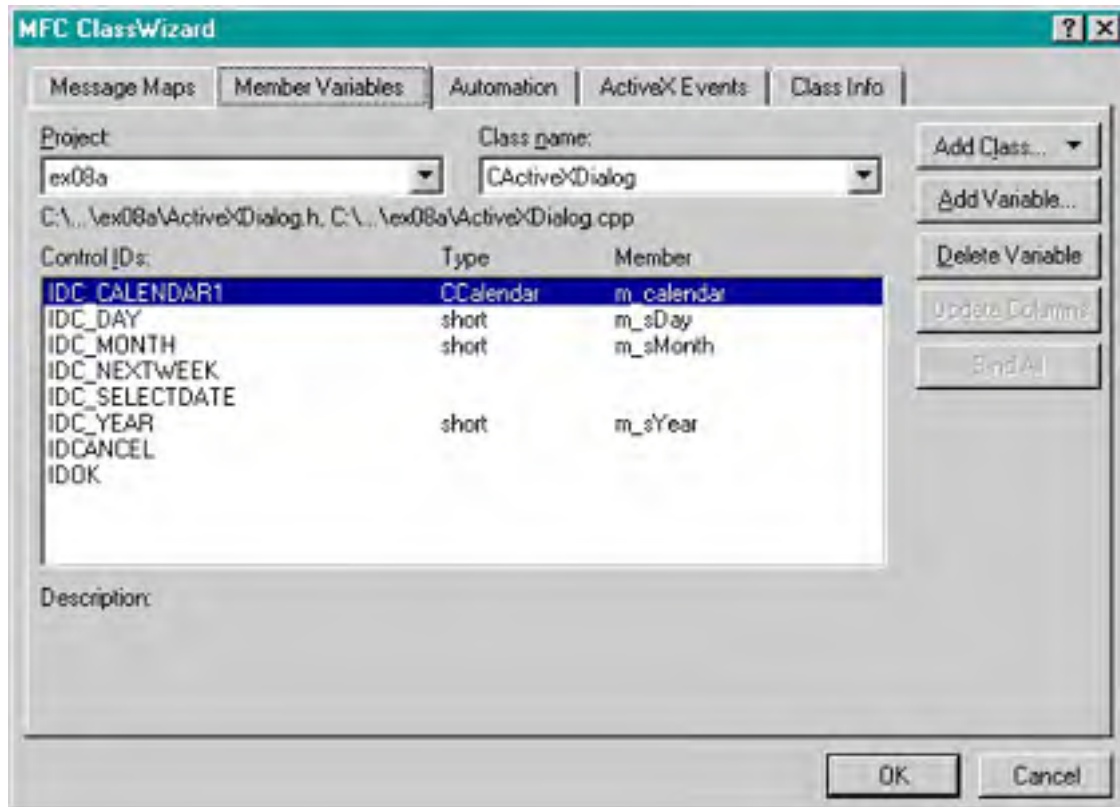 MFC ClassWizard ? ×
Message Maps Member Variables Automation ActiveX Events Class Info
Project: Class name:
Add Class...
ex08a CActiveXDialog
Add Variable...
C:\...\ex08a\ActiveXDialog.h, C:\...\ex08a\ActiveXDialog.cpp
Control IDs: Type Member
Delete Variable
IDC_CALENDAR1 CCalendar m_calendar
IDC_DAY short m_sDay
Update Columns
IDC_MONTH short m_sMonth
IDC_NEXTWEEK
Bind All
IDC_SELECTDATE
IDC_YEAR short m_sYear
IDCANCEL
IDOK
Description:
OK Cancel